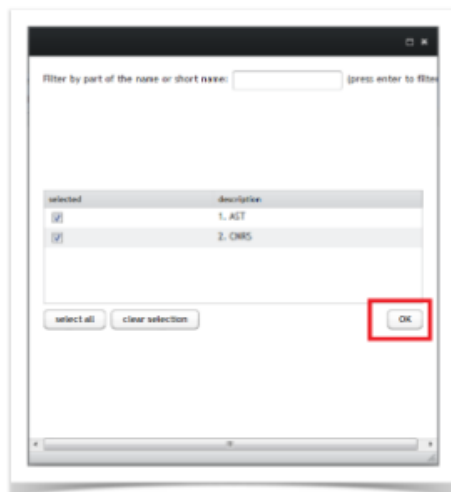 Filter by part of the name or short name: (press enter to filter
selected description
1. AST
2. CNRS
select all clear selection OK